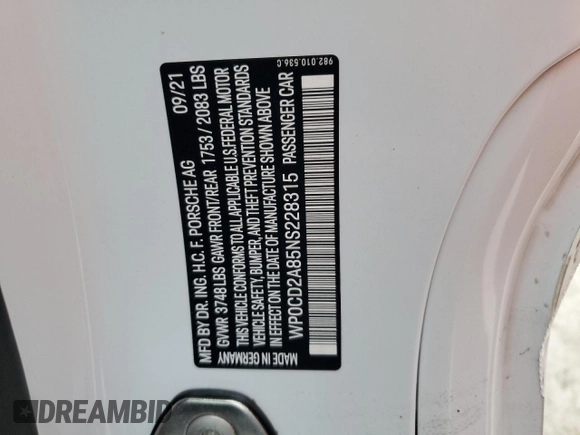 982.010.536.C
MFD BY DR. ING. H.C. F. PORSCHE AG 09/21
GVWR 3748 LBS GAWR FRONT/REAR 1753 / 2083 LBS
THIS VEHICLE CONFORMS TO ALL APPLICABLE U.S. FEDERAL MOTOR
VEHICLE SAFETY, BUMPER, AND THEFT PREVENTION STANDARDS
IN EFFECT ON THE DATE OF MANUFACTURE SHOWN ABOVE
WP0CD2A85NS228315 PASSENGER CAR
MADE IN GERMANY
DREAMBID